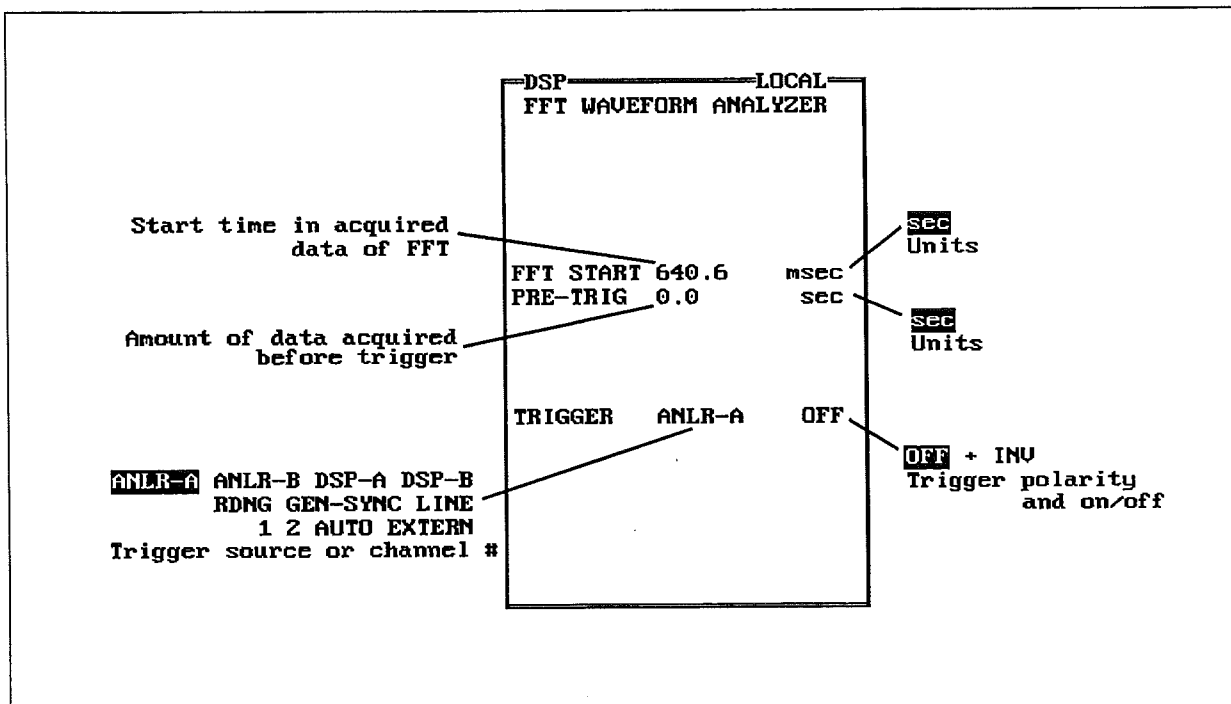 DSP LOCAL
FFT WAVEFORM ANALYZER
Start time in acquired
data of FFT
sec
Units
FFT START 640.6 msec
PRE-TRIG 0.0 sec
Amount of data acquired
before trigger
sec
Units
TRIGGER ANLR-A OFF
OFF + INV
Trigger polarity
and on/off
ANLR-A ANLR-B DSP-A DSP-B
RDNG GEN-SYNC LINE
1 2 AUTO EXTERN
Trigger source or channel #